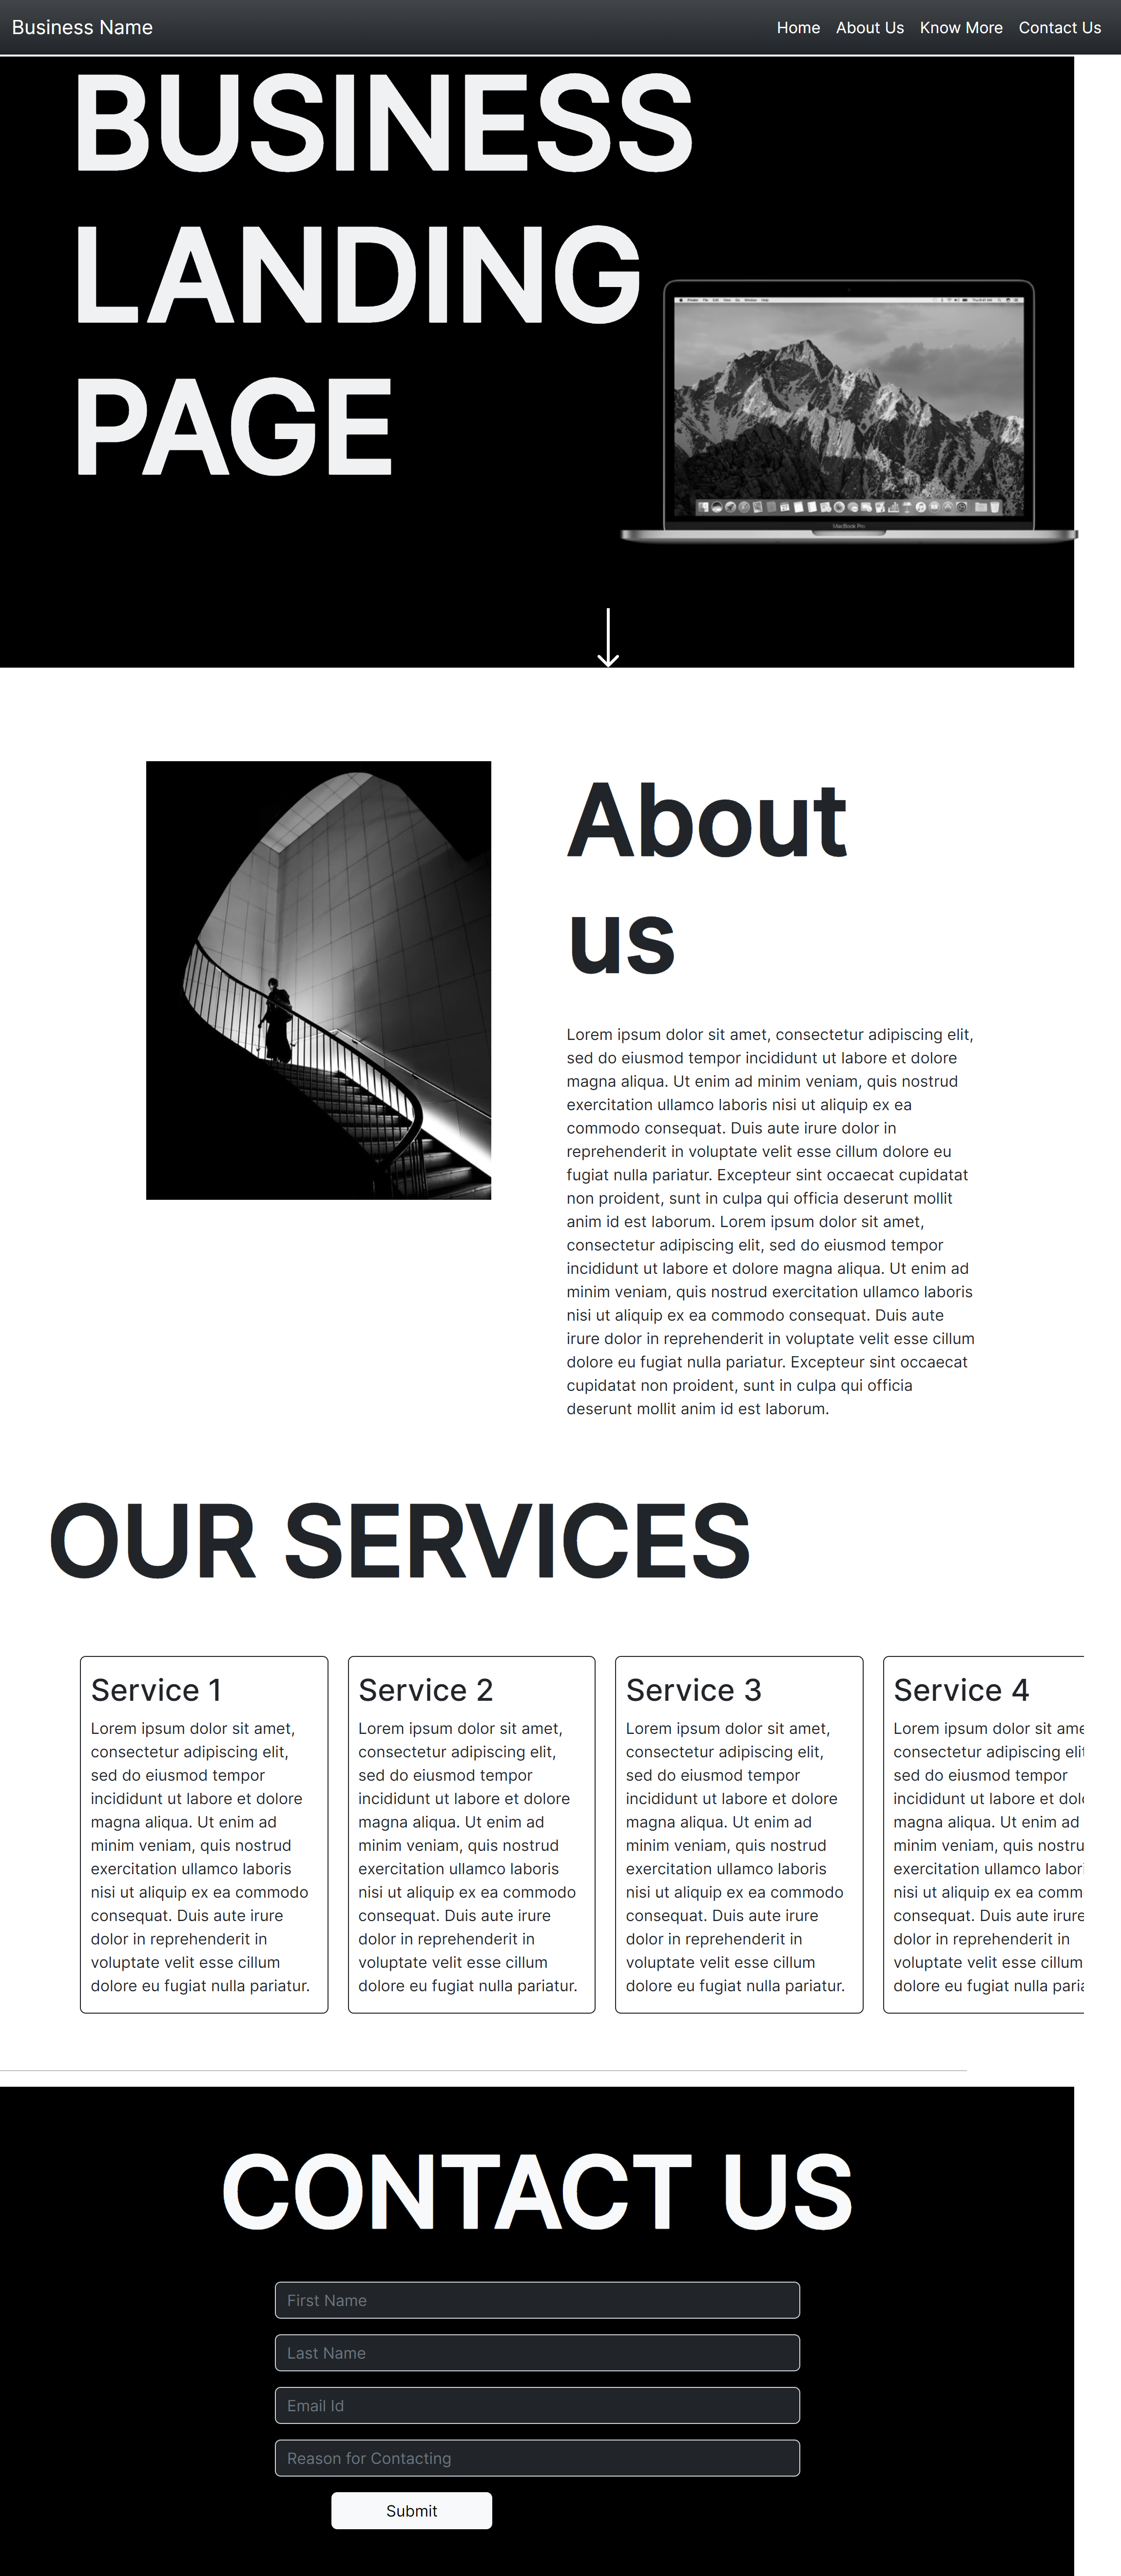 Business Name
Home About Us Know More Contact Us
BUSINESS
LANDING
PAGE
MacBook Pro
About
us
Lorem ipsum dolor sit amet, consectetur adipiscing elit,
sed do eiusmod tempor incididunt ut labore et dolore
magna aliqua. Ut enim ad minim veniam, quis nostrud
exercitation ullamco laboris nisi ut aliquip ex ea
commodo consequat. Duis aute irure dolor in
reprehenderit in voluptate velit esse cillum dolore eu
fugiat nulla pariatur. Excepteur sint occaecat cupidatat
non proident, sunt in culpa qui officia deserunt mollit
anim id est laborum. Lorem ipsum dolor sit amet,
consectetur adipiscing elit, sed do eiusmod tempor
incididunt ut labore et dolore magna aliqua. Ut enim ad
minim veniam, quis nostrud exercitation ullamco laboris
nisi ut aliquip ex ea commodo consequat. Duis aute
irure dolor in reprehenderit in voluptate velit esse cillum
dolore eu fugiat nulla pariatur. Excepteur sint occaecat
cupidatat non proident, sunt in culpa qui officia
deserunt mollit anim id est laborum.
OUR SERVICES
Service 1
Lorem ipsum dolor sit amet,
consectetur adipiscing elit,
sed do eiusmod tempor
incididunt ut labore et dolore
magna aliqua. Ut enim ad
minim veniam, quis nostrud
exercitation ullamco laboris
nisi ut aliquip ex ea commodo
consequat. Duis aute irure
dolor in reprehenderit in
voluptate velit esse cillum
dolore eu fugiat nulla pariatur.
Service 2
Lorem ipsum dolor sit amet,
consectetur adipiscing elit,
sed do eiusmod tempor
incididunt ut labore et dolore
magna aliqua. Ut enim ad
minim veniam, quis nostrud
exercitation ullamco laboris
nisi ut aliquip ex ea commodo
consequat. Duis aute irure
dolor in reprehenderit in
voluptate velit esse cillum
dolore eu fugiat nulla pariatur.
Service 3
Lorem ipsum dolor sit amet,
consectetur adipiscing elit,
sed do eiusmod tempor
incididunt ut labore et dolore
magna aliqua. Ut enim ad
minim veniam, quis nostrud
exercitation ullamco laboris
nisi ut aliquip ex ea commodo
consequat. Duis aute irure
dolor in reprehenderit in
voluptate velit esse cillum
dolore eu fugiat nulla pariatur.
Service 4
Lorem ipsum dolor sit
consectetur adipiscing
sed do eiusmod tempor
incididunt ut labore et
magna aliqua. Ut enim ad
minim veniam, quis
exercitation ullamco
nisi ut aliquip ex ea
consequat. Duis aute irure
dolor in reprehenderit in
voluptate velit esse cillum
dolore eu fugiat nulla
CONTACT US
First Name
Last Name
Email Id
Reason for Contacting
Submit